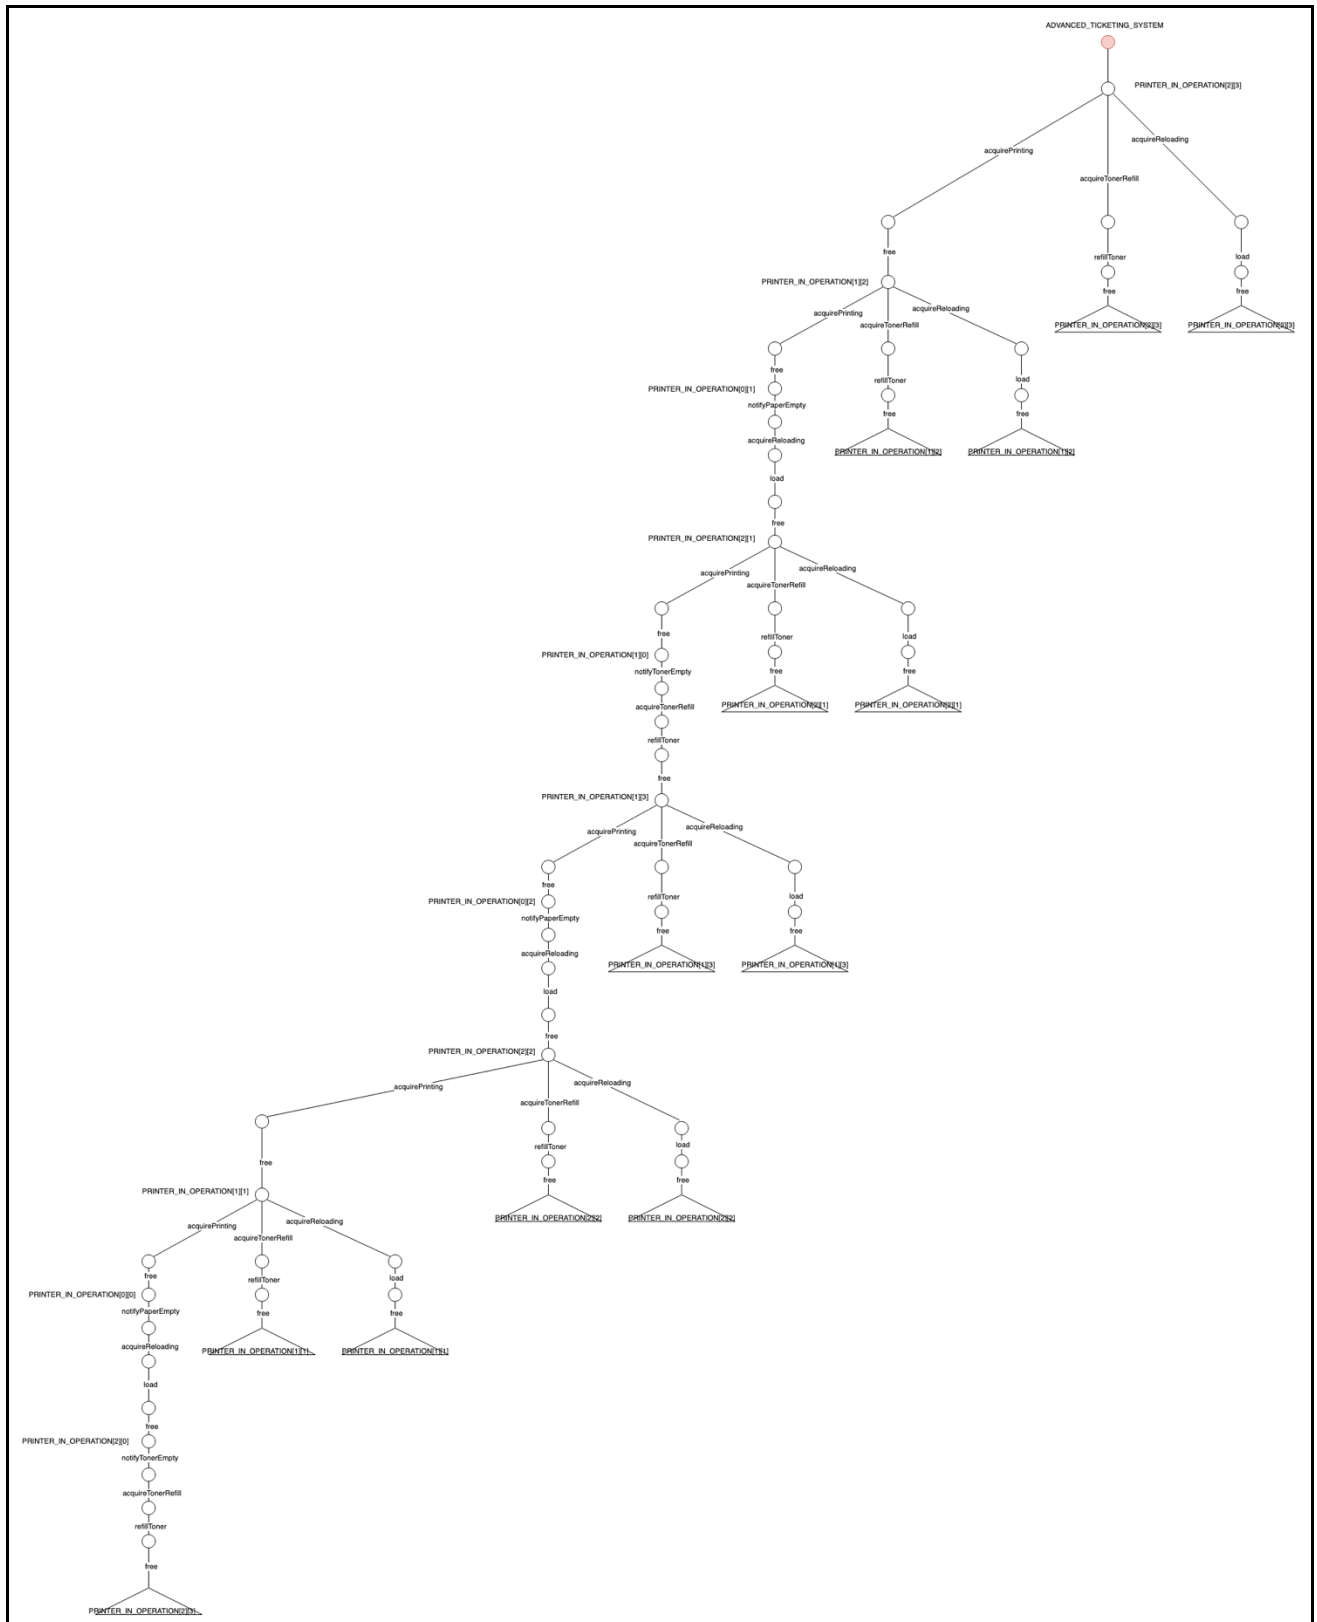 ADVANCED_TICKETING_SYSTEM
PRINTER_IN_OPERATION[2][3]
acquirePrinting
acquireTonerRefill
acquireReloading
free
refillToner
load
PRINTER_IN_OPERATION[1][2]
free
free
acquirePrinting
acquireTonerRefill
acquireReloading
PRINTER_IN_OPERATION[2][3]
PRINTER_IN_OPERATION[2][3]
free
refillToner
load
PRINTER_IN_OPERATION[0][1]
notifyPaperEmpty
free
free
acquireReloading
PRINTER_IN_OPERATION[1][2]
PRINTER_IN_OPERATION[1][2]
load
free
PRINTER_IN_OPERATION[2][1]
acquirePrinting
acquireTonerRefill
acquireReloading
free
refillToner
load
PRINTER_IN_OPERATION[1][0]
notifyTonerEmpty
free
free
acquireTonerRefill
PRINTER_IN_OPERATION[2][1]
PRINTER_IN_OPERATION[2][1]
refillToner
free
PRINTER_IN_OPERATION[1][3]
acquirePrinting
acquireTonerRefill
acquireReloading
free
refillToner
load
PRINTER_IN_OPERATION[0][2]
notifyPaperEmpty
free
free
acquireReloading
PRINTER_IN_OPERATION[1][3]
PRINTER_IN_OPERATION[1][3]
load
free
PRINTER_IN_OPERATION[2][2]
acquirePrinting
acquireTonerRefill
acquireReloading
free
refillToner
load
PRINTER_IN_OPERATION[1][1]
free
free
PRINTER_IN_OPERATION[2][2]
PRINTER_IN_OPERATION[2][2]
acquirePrinting
acquireTonerRefill
acquireReloading
free
refillToner
load
PRINTER_IN_OPERATION[0][0]
notifyPaperEmpty
free
free
acquireReloading
PRINTER_IN_OPERATION[1][1]
PRINTER_IN_OPERATION[1][1]
load
free
PRINTER_IN_OPERATION[2][0]
notifyTonerEmpty
acquireTonerRefill
refillToner
free
PRINTER_IN_OPERATION[2][3]